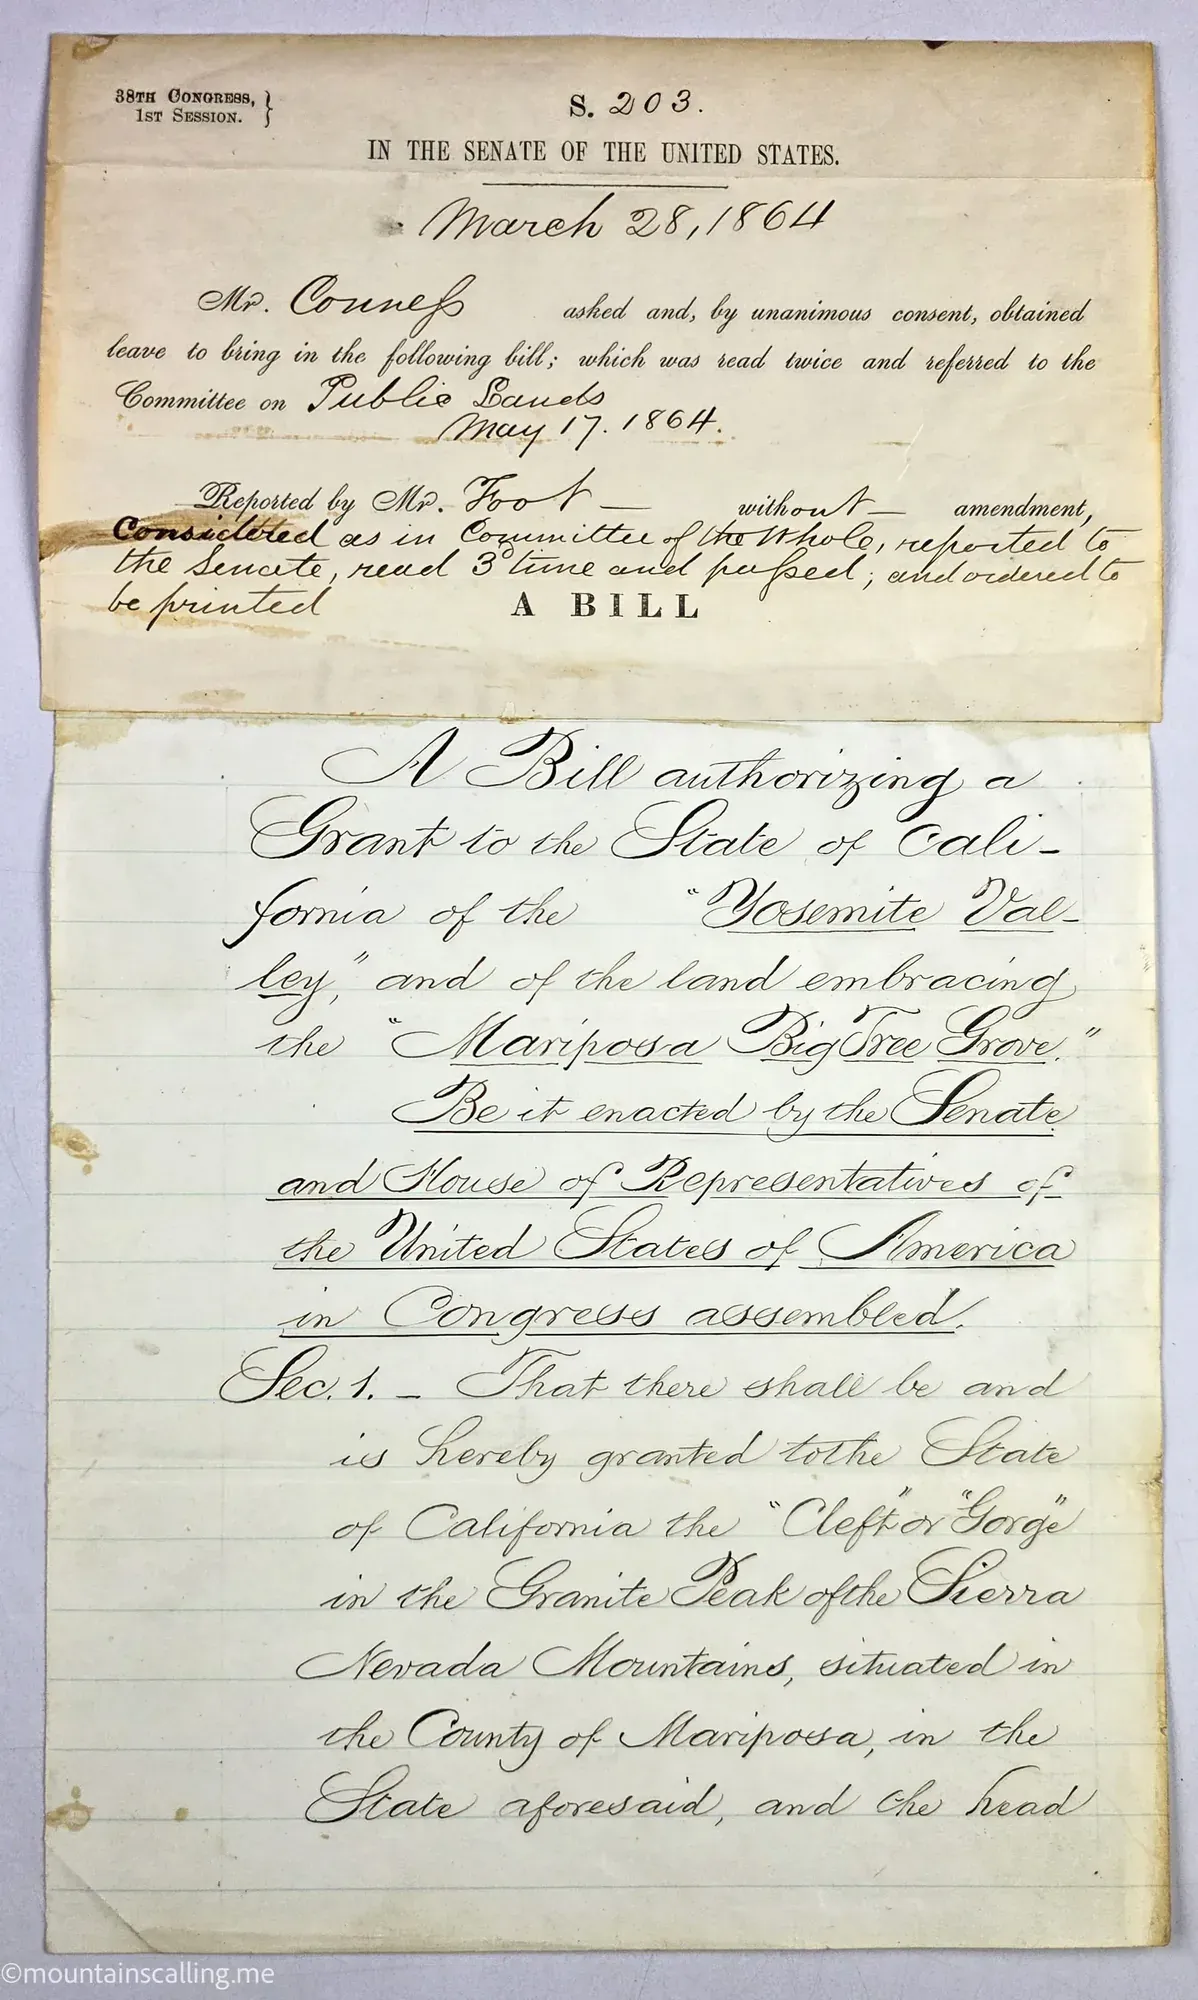 38TH CONGRESS,
1ST SESSION.
S. 203.
IN THE SENATE OF THE UNITED STATES.
March 28, 1864
Mr. Conneſs asked and, by unanimous consent, obtained
leave to bring in the following bill; which was read twice and referred to the
Committee on Public Lands
May 17. 1864.
Reported by Mr. Foot — without — amendment,
Considered as in Committee of the Whole, reported to
the Senate, read 3d time and paſsed; and ordered to
be printed
A BILL
A Bill authorizing a
Grant to the State of Cali-
fornia of the "Yosemite Val-
ley," and of the land embracing
the "Mariposa Big Tree Grove."
Be it enacted by the Senate
and House of Representatives of
the United States of America
in Congress assembled.
Sec. 1. - That there shall be and
is hereby granted to the State
of California the "Cleft" or "Gorge"
in the Granite Peak of the Sierra
Nevada Mountains, situated in
the County of Mariposa, in the
State aforesaid, and the head
©mountainscalling.me